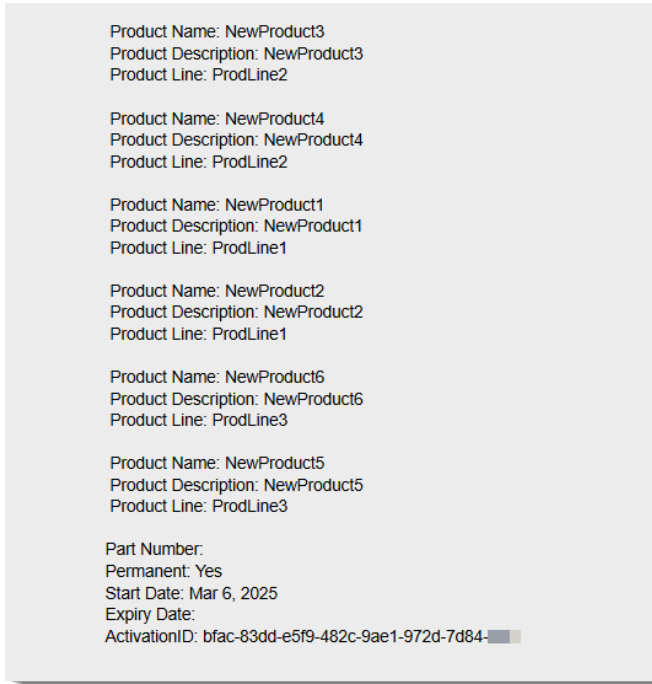 Product Name: NewProduct3
Product Description: NewProduct3
Product Line: ProdLine2
Product Name: NewProduct4
Product Description: NewProduct4
Product Line: ProdLine2
Product Name: NewProduct1
Product Description: NewProduct1
Product Line: ProdLine1
Product Name: NewProduct2
Product Description: NewProduct2
Product Line: ProdLine1
Product Name: NewProduct6
Product Description: NewProduct6
Product Line: ProdLine3
Product Name: NewProduct5
Product Description: NewProduct5
Product Line: ProdLine3
Part Number:
Permanent: Yes
Start Date: Mar 6, 2025
Expiry Date:
ActivationID: bfac-83dd-e5f9-482c-9ae1-972d-7d84-